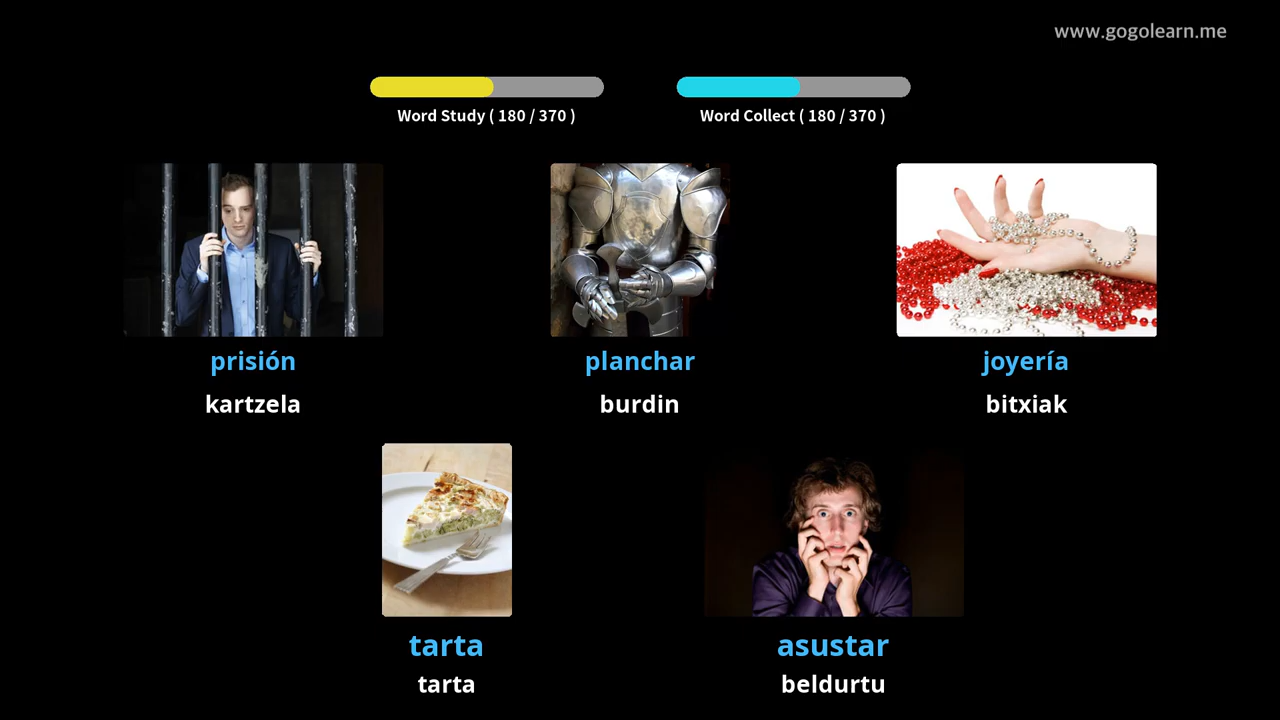 www.gogolearn.me
Word Study ( 180 / 370 )
Word Collect ( 180 / 370 )
prisión
planchar
joyería
kartzela
burdin
bitxiak
tarta
asustar
tarta
beldurtu